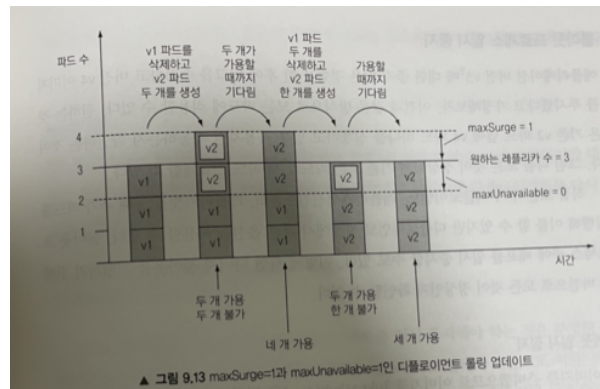 파드 수
v1 파드를
삭제하고
v2 파드
두 개를 생성
두 개가
가용할
때까지
기다림
v1 파드
두 개를
삭제하고
v2 파드
한 개를 생성
가용할
때까지
기다림
4
3
2
1
v1
v1
v1
v2
v2
v1
v1
v2
v2
v1
v1
v2
v2
v2
v2
v2
v2
maxSurge = 1
원하는 레플리카 수 = 3
maxUnavailable = 0
시간
두 개 가용
두 개 불가
네 개 가용
두 개 가용
한 개 불가
세 개 가용
▲ 그림 9.13 maxSurge=1과 maxUnavailable=1인 디플로이먼트 롤링 업데이트